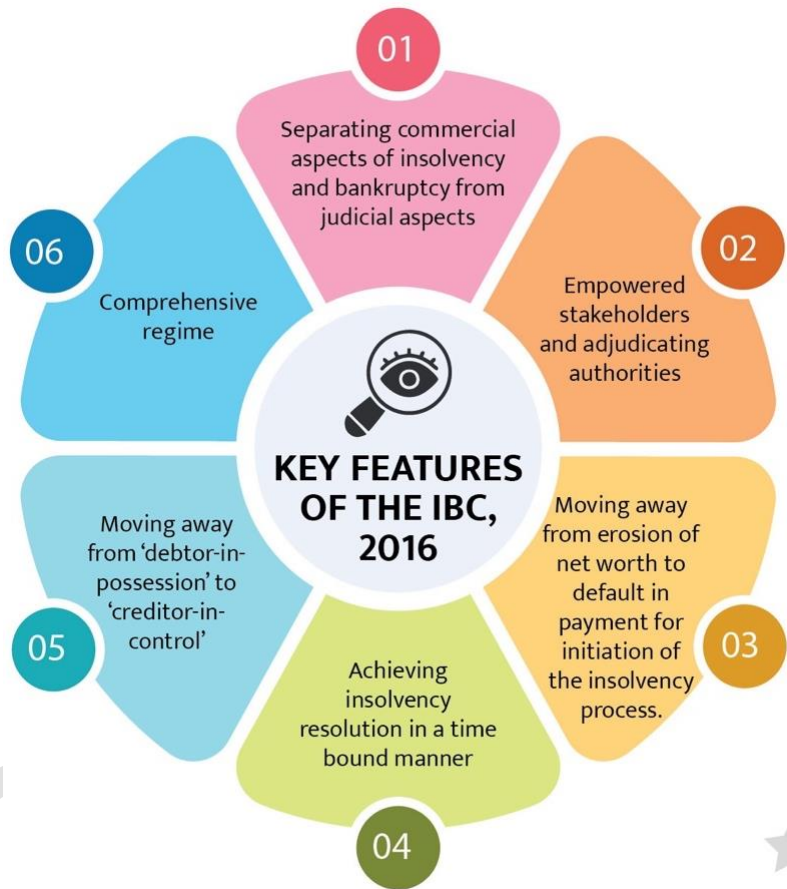 01
Separating commercial
aspects of insolvency
and bankruptcy from
judicial aspects
02
Empowered
stakeholders
and adjudicating
authorities
03
Moving away
from erosion of
net worth to
default in
payment for
initiation of
the insolvency
process.
04
Achieving
insolvency
resolution in a time
bound manner
05
Moving away
from ‘debtor-in-
possession’ to
‘creditor-in-
control’
06
Comprehensive
regime
KEY FEATURES
OF THE IBC,
2016